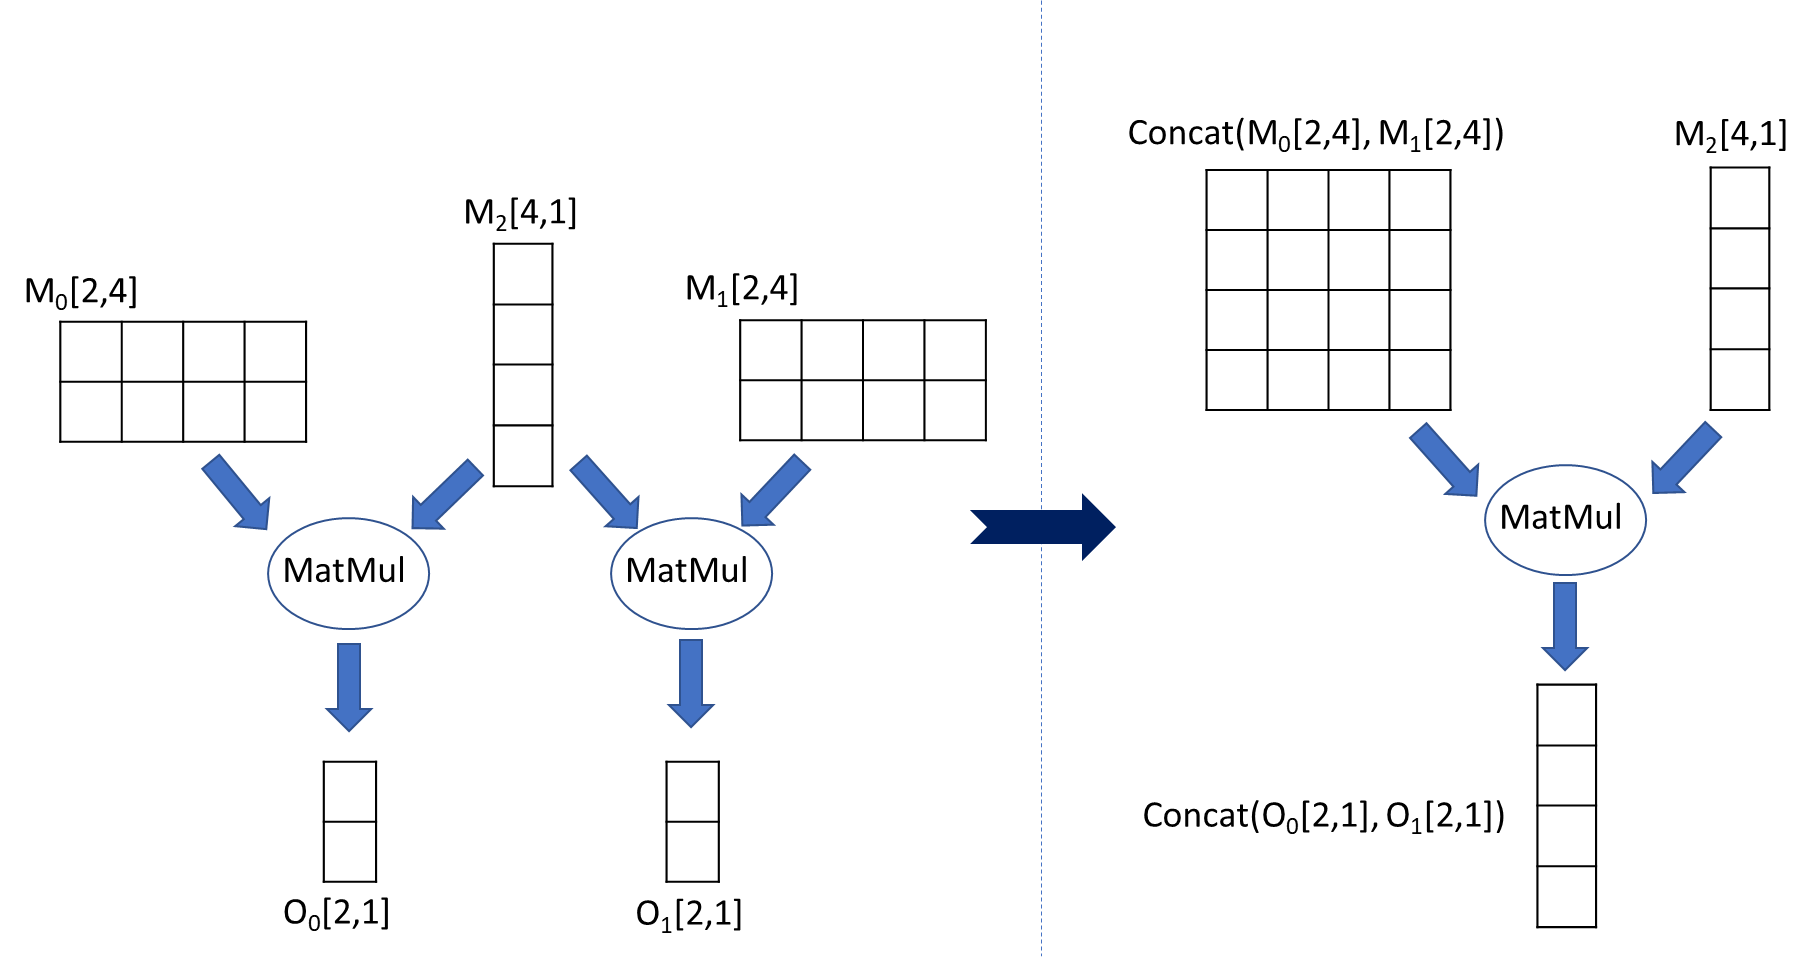 M₀[2,4]
M₂[4,1]
M₁[2,4]
MatMul
MatMul
O₀[2,1]
O₁[2,1]
Concat(M₀[2,4], M₁[2,4])
M₂[4,1]
MatMul
Concat(O₀[2,1], O₁[2,1])